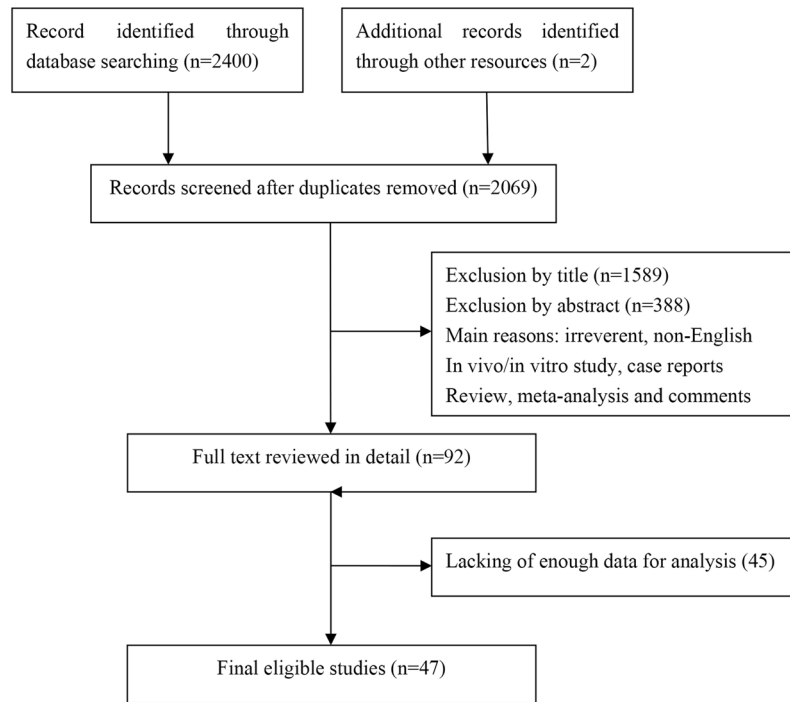 Record identified through
database searching (n=2400)
Additional records identified
through other resources (n=2)
Records screened after duplicates removed (n=2069)
Exclusion by title (n=1589)
Exclusion by abstract (n=388)
Main reasons: irreverent, non-English
In vivo/in vitro study, case reports
Review, meta-analysis and comments
Full text reviewed in detail (n=92)
Lacking of enough data for analysis (45)
Final eligible studies (n=47)